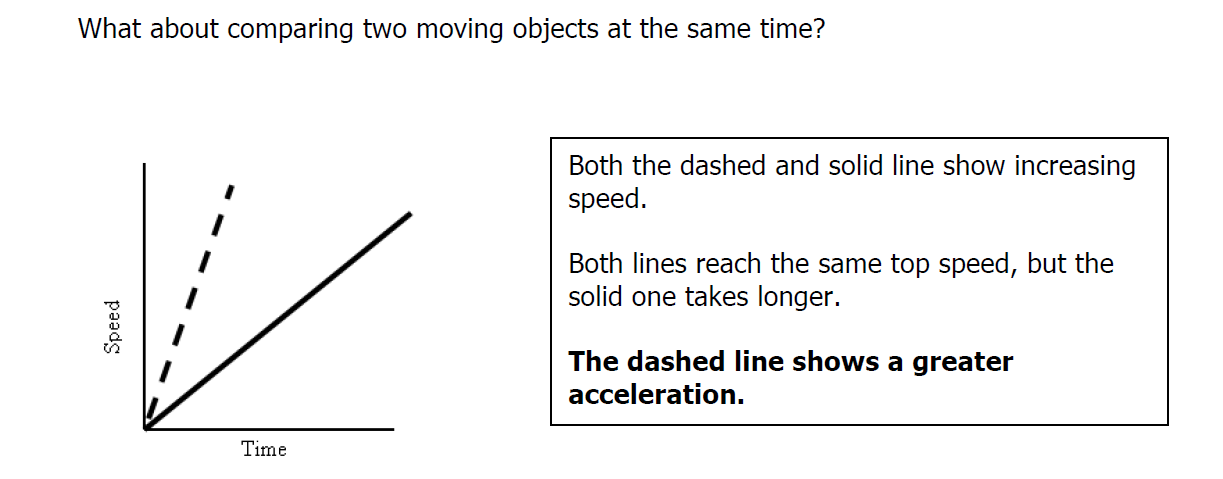 What about comparing two moving objects at the same time?
Both the dashed and solid line show increasing
speed.
Both lines reach the same top speed, but the
solid one takes longer.
The dashed line shows a greater
acceleration.
Speed
Time